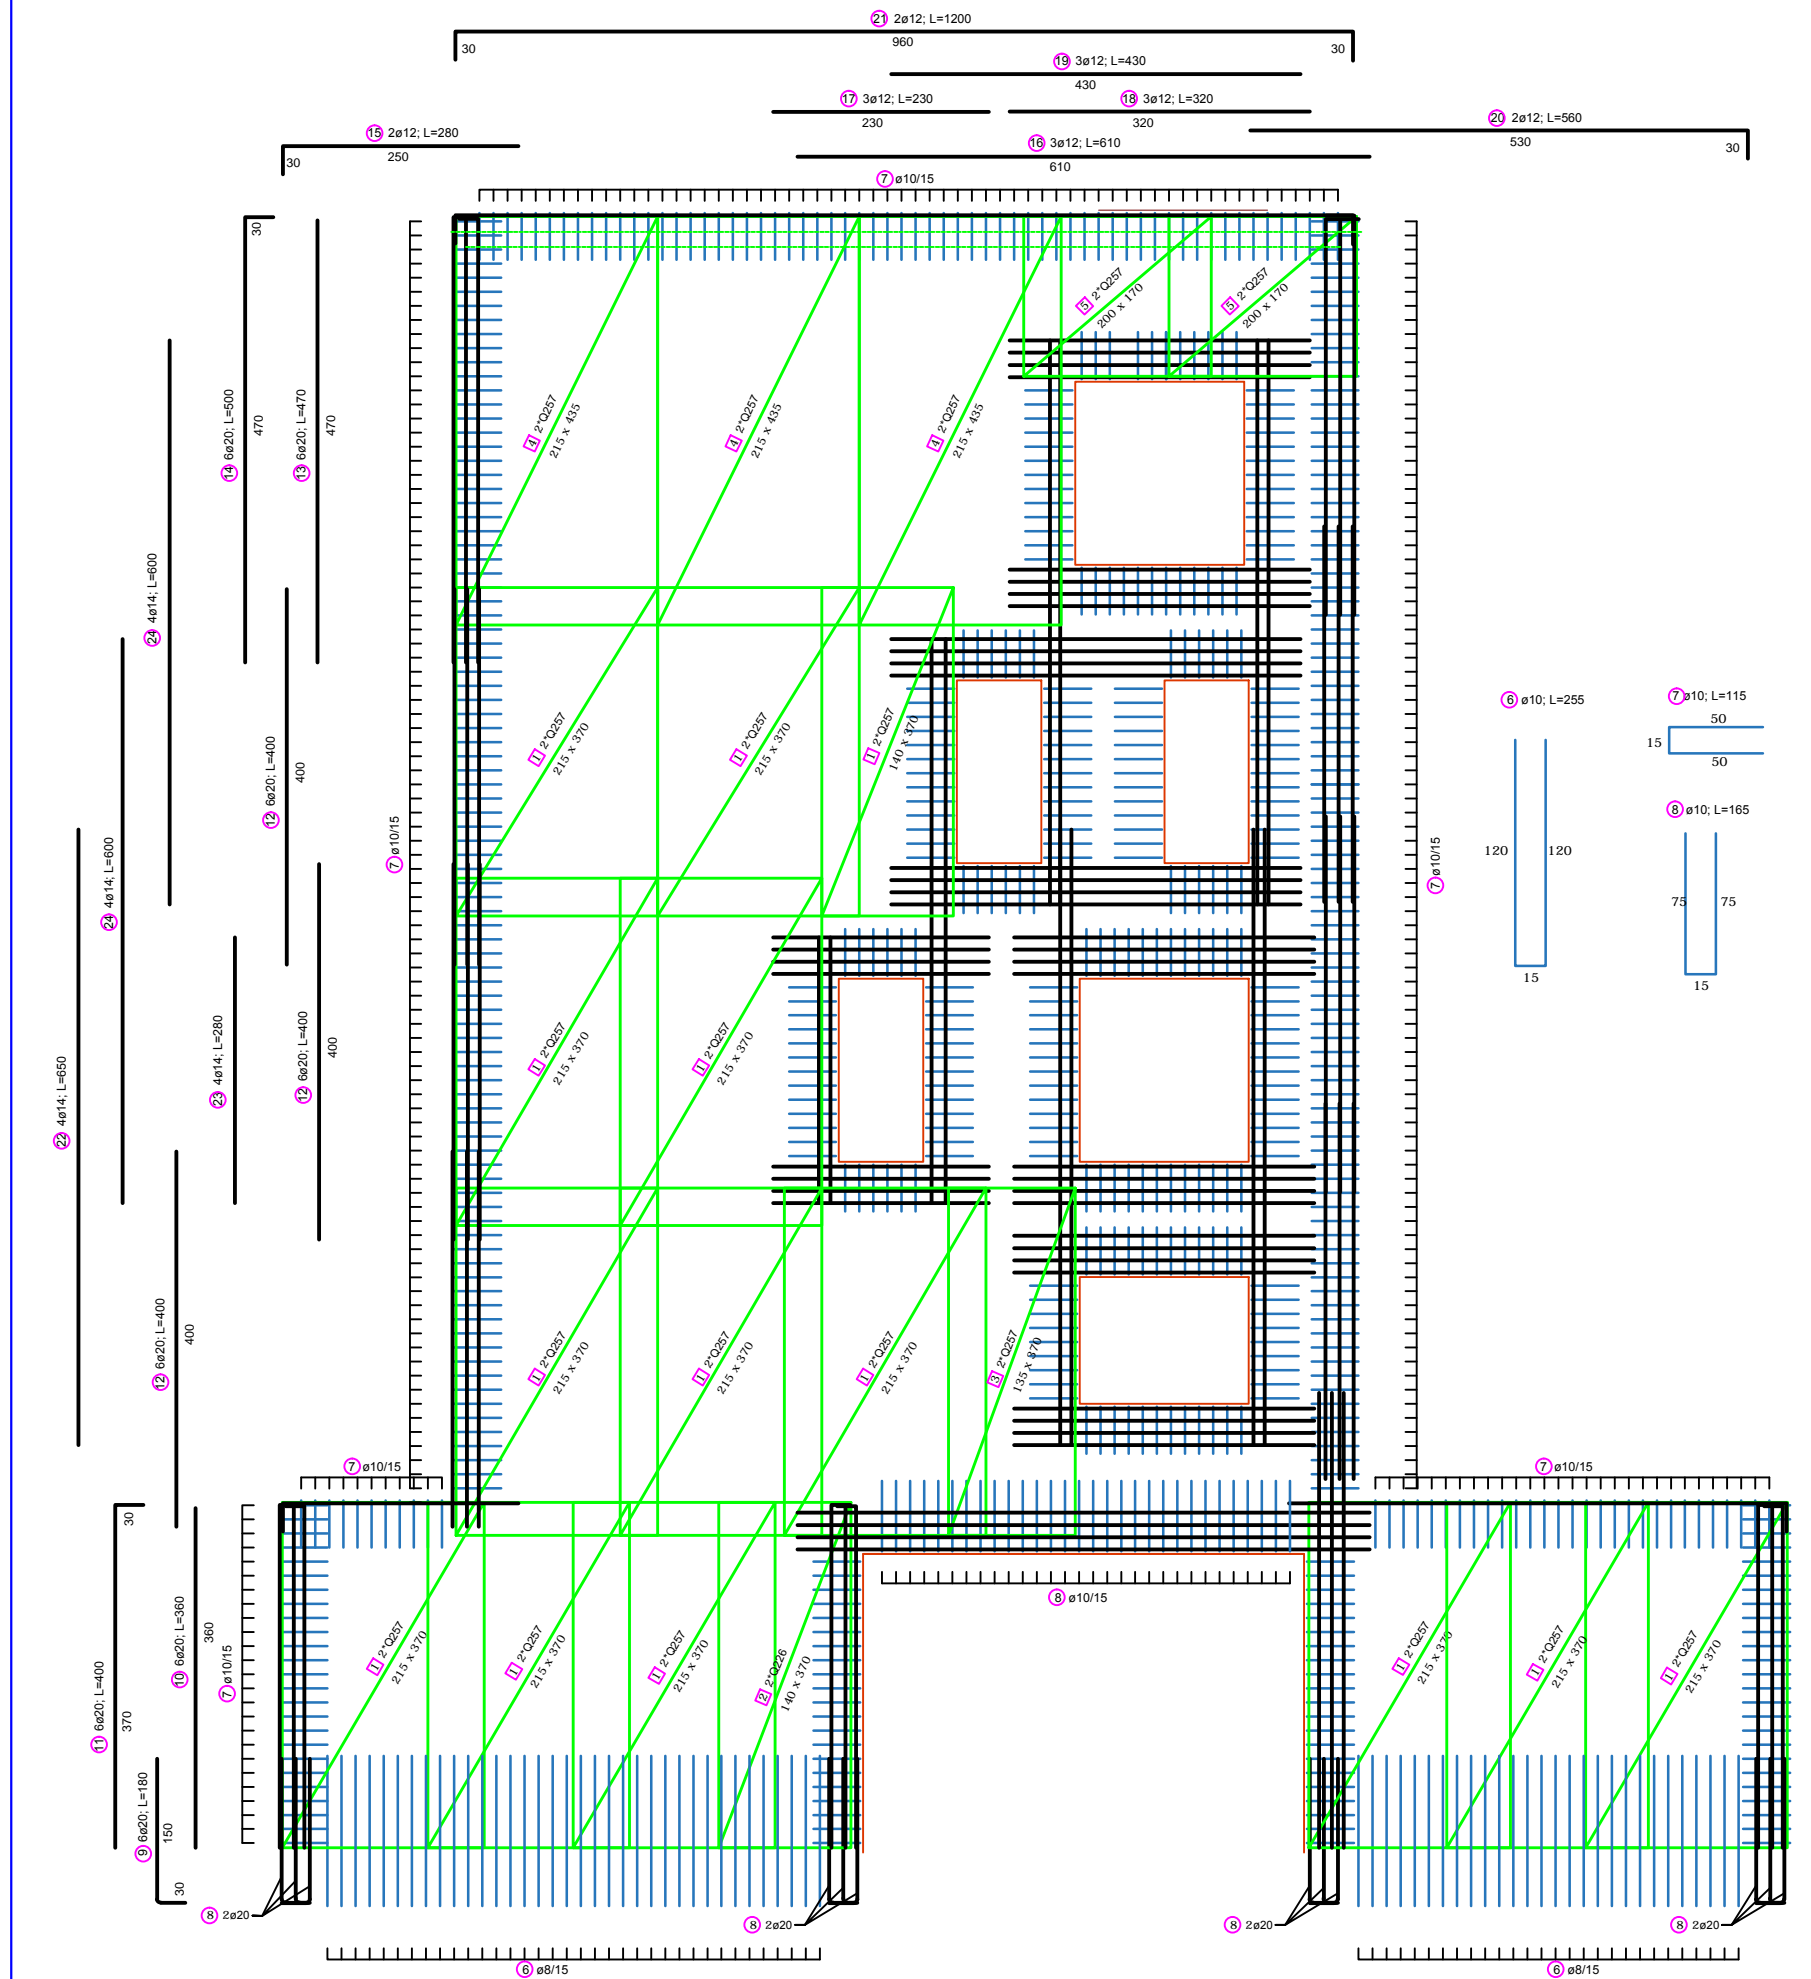 21 2ø12; L=1200
30 960 30
19 3ø12; L=430
430
17 3ø12; L=230
230
18 3ø12; L=320
320
20 2ø12; L=560
530 30
15 2ø12; L=280
30 250
16 3ø12; L=610
610
7 ø10/15
14 6ø20; L=500
470
30
13 6ø20; L=470
470
24 4ø14; L=600
24 4ø14; L=600
12 6ø20; L=400
400
7 ø10/15
23 4ø14; L=280
12 6ø20; L=400
400
22 4ø14; L=650
12 6ø20; L=400
400
4 2*Q257
215 x 435
4 2*Q257
215 x 435
4 2*Q257
215 x 435
5 2*Q257
200 x 170
5 2*Q257
200 x 170
1 2*Q257
215 x 370
1 2*Q257
215 x 370
1 2*Q257
140 x 370
1 2*Q257
215 x 370
1 2*Q257
215 x 370
1 2*Q257
215 x 370
1 2*Q257
215 x 370
1 2*Q257
215 x 370
3 2*Q257
135 x 370
7 ø10/15
6 ø10; L=255
120 120
15
7 ø10; L=115
50
15
50
8 ø10; L=165
75 75
15
7 ø10/15
7 ø10/15
11 6ø20; L=400
370
30
10 6ø20; L=360
360
7 ø10/15
9 6ø20; L=180
150
30
1 2*Q257
215 x 370
1 2*Q257
215 x 370
1 2*Q257
215 x 370
2 2*Q226
140 x 370
8 ø10/15
1 2*Q257
215 x 370
1 2*Q257
215 x 370
1 2*Q257
215 x 370
8 2ø20
8 2ø20
8 2ø20
8 2ø20
6 ø8/15
6 ø8/15